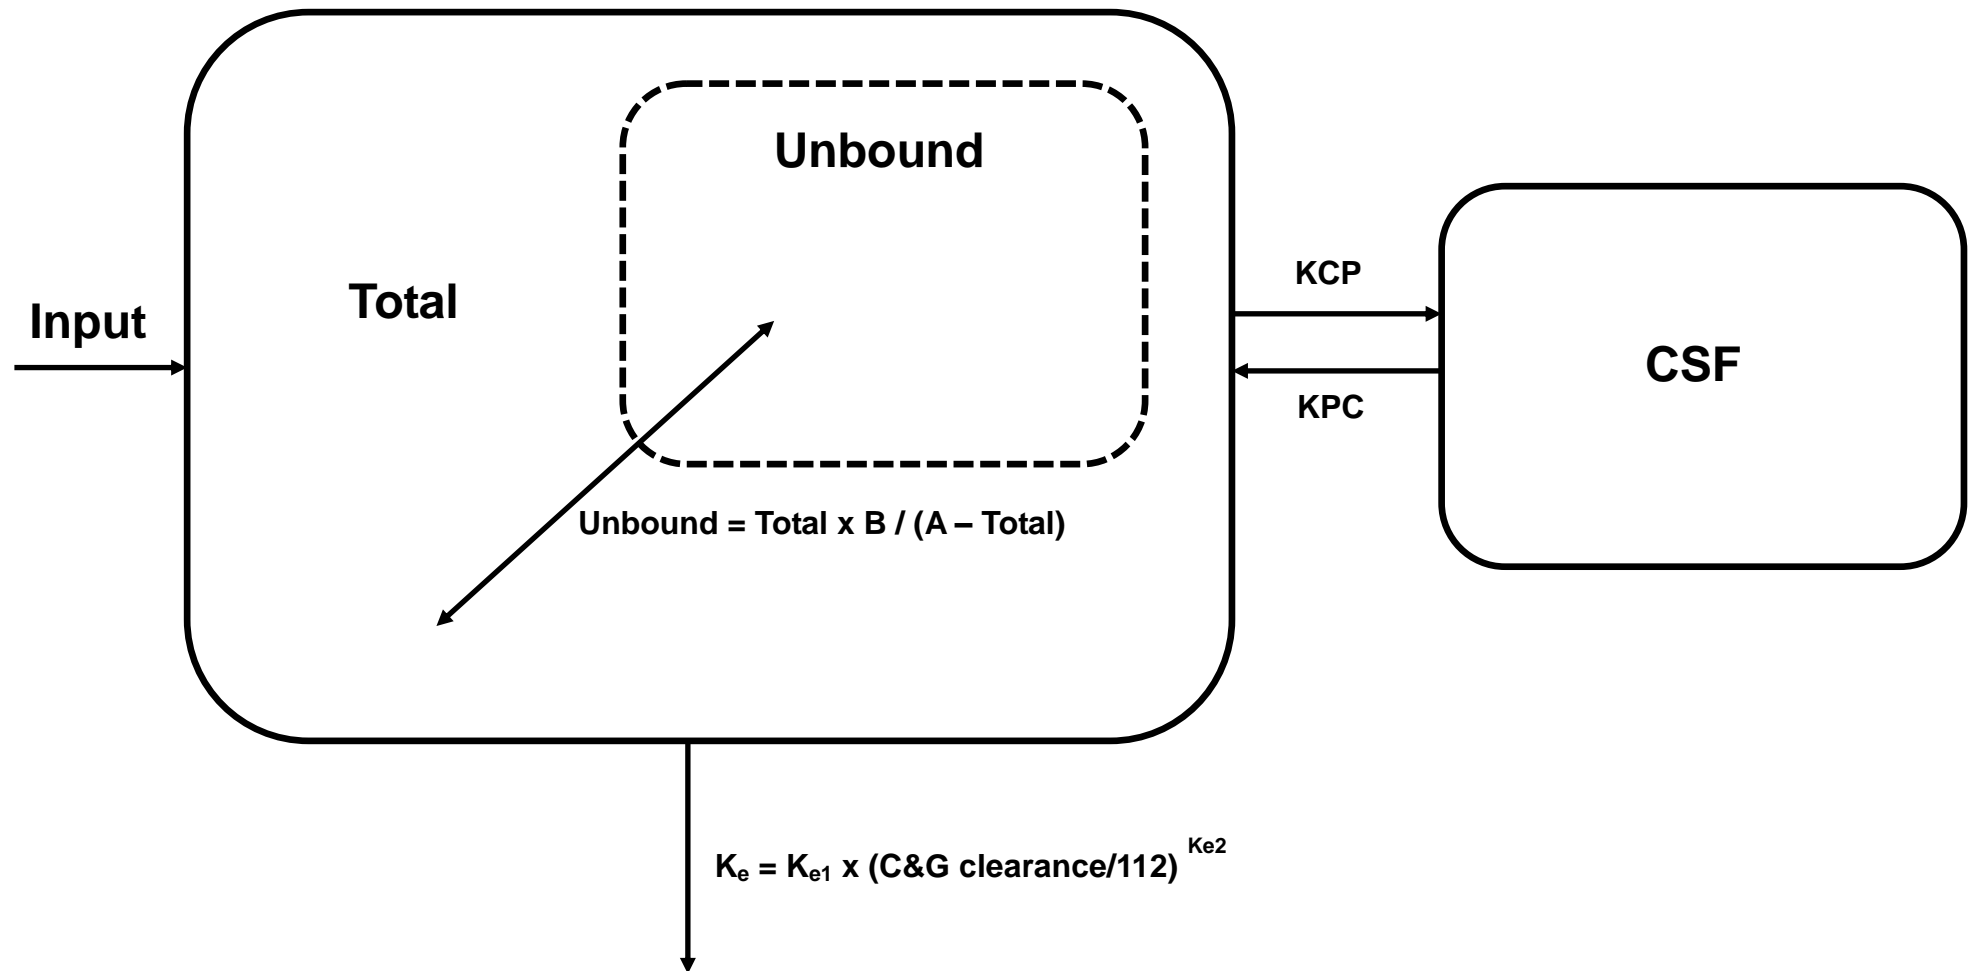 Unbound
Total
Input
KCP
KPC
CSF
Unbound = Total x B / (A – Total)
Ke = Ke1 x (C&G clearance/112) Ke2